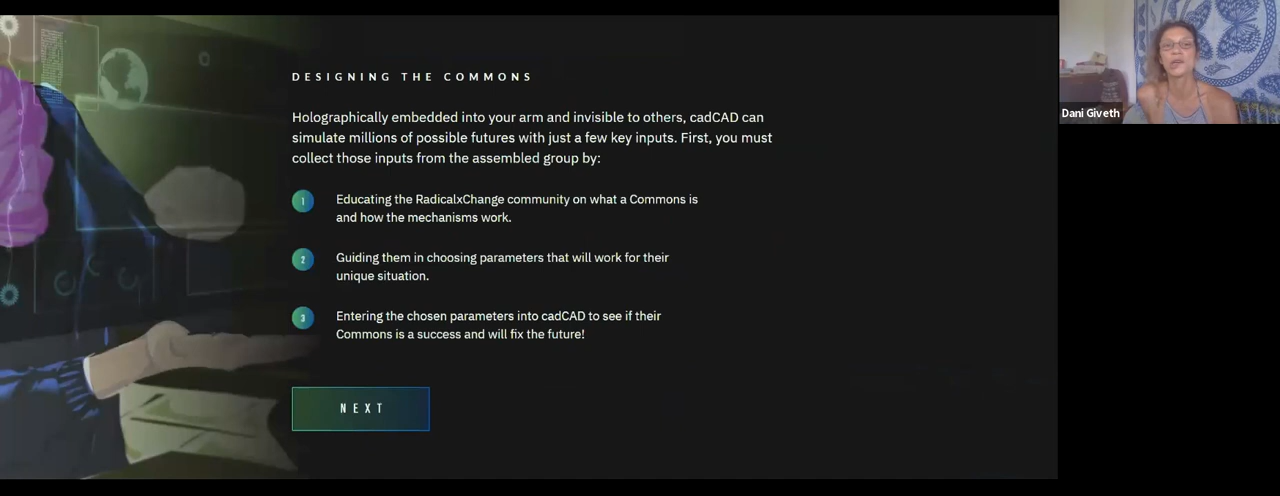 DESIGNING THE COMMONS
Holographically embedded into your arm and invisible to others, cadCAD can
simulate millions of possible futures with just a few key inputs. First, you must
collect those inputs from the assembled group by:
1
Educating the RadicalxChange community on what a Commons is
and how the mechanisms work.
2
Guiding them in choosing parameters that will work for their
unique situation.
3
Entering the chosen parameters into cadCAD to see if their
Commons is a success and will fix the future!
NEXT
Dani Giveth